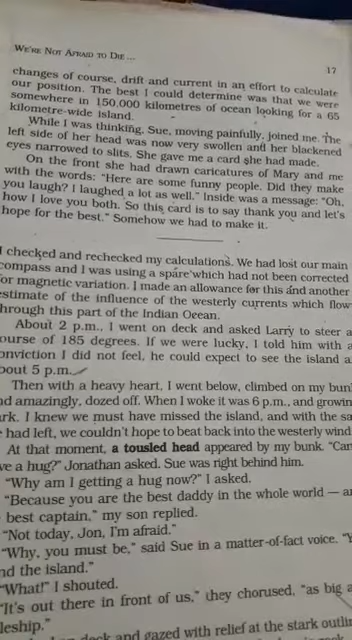 WE'RE NOT AFRAID TO DIE ...
17
changes of course, drift and current in an effort to calculate
our position. The best I could determine was that we were
somewhere in 150,000 kilometres of ocean looking for a 65
kilometre-wide island.
While I was thinking, Sue, moving painfully, joined me. The
left side of her head was now very swollen and her blackened
eyes narrowed to slits. She gave me a card she had made.
On the front she had drawn caricatures of Mary and me
with the words: "Here are some funny people. Did they make
you laugh? I laughed a lot as well." Inside was a message: "Oh,
how I love you both. So this card is to say thank you and let's
hope for the best." Somehow we had to make it.
I checked and rechecked my calculations. We had lost our main
compass and I was using a spare which had not been corrected
for magnetic variation. I made an allowance for this and another
estimate of the influence of the westerly currents which flow
through this part of the Indian Ocean.
About 2 p.m., I went on deck and asked Larry to steer a
ourse of 185 degrees. If we were lucky, I told him with a
onviction I did not feel, he could expect to see the island a
bout 5 p.m.
Then with a heavy heart, I went below, climbed on my bun
nd amazingly, dozed off. When I woke it was 6 p.m., and growin
ark. I knew we must have missed the island, and with the sa
e had left, we couldn't hope to beat back into the westerly wind
At that moment, a tousled head appeared by my bunk. "Can
ve a hug?" Jonathan asked. Sue was right behind him.
"Why am I getting a hug now?" I asked.
"Because you are the best daddy in the whole world — a
best captain," my son replied.
"Not today, Jon, I'm afraid."
"Why, you must be," said Sue in a matter-of-fact voice. "Y
nd the island."
"What!" I shouted.
"It's out there in front of us," they chorused, "as big a
leship."
deck and gazed with relief at the stark outli